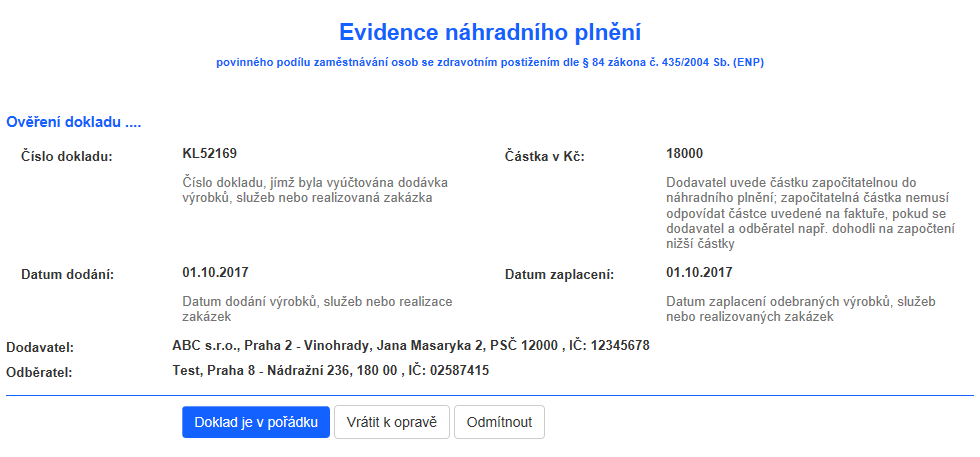 Evidence náhradního plnění
povinného podílu zaměstnávání osob se zdravotním postižením dle § 84 zákona č. 435/2004 Sb. (ENP)
Ověření dokladu ....
Číslo dokladu:
KL52169
Číslo dokladu, jímž byla vyúčtována dodávka
výrobků, služeb nebo realizovaná zakázka
Částka v Kč:
18000
Dodavatel uvede částku započitatelnou do
náhradního plnění; započitatelná částka nemusí
odpovídat částce uvedené na faktuře, pokud se
dodavatel a odběratel např. dohodli na započtení
nižší částky
Datum dodání:
01.10.2017
Datum dodání výrobků, služeb nebo realizace
zakázek
Datum zaplacení:
01.10.2017
Datum zaplacení odebraných výrobků, služeb
nebo realizovaných zakázek
Dodavatel:
ABC s.r.o., Praha 2 - Vinohrady, Jana Masaryka 2, PSČ 12000 , IČ: 12345678
Odběratel:
Test, Praha 8 - Nádražní 236, 180 00 , IČ: 02587415
Doklad je v pořádku
Vrátit k opravě
Odmítnout